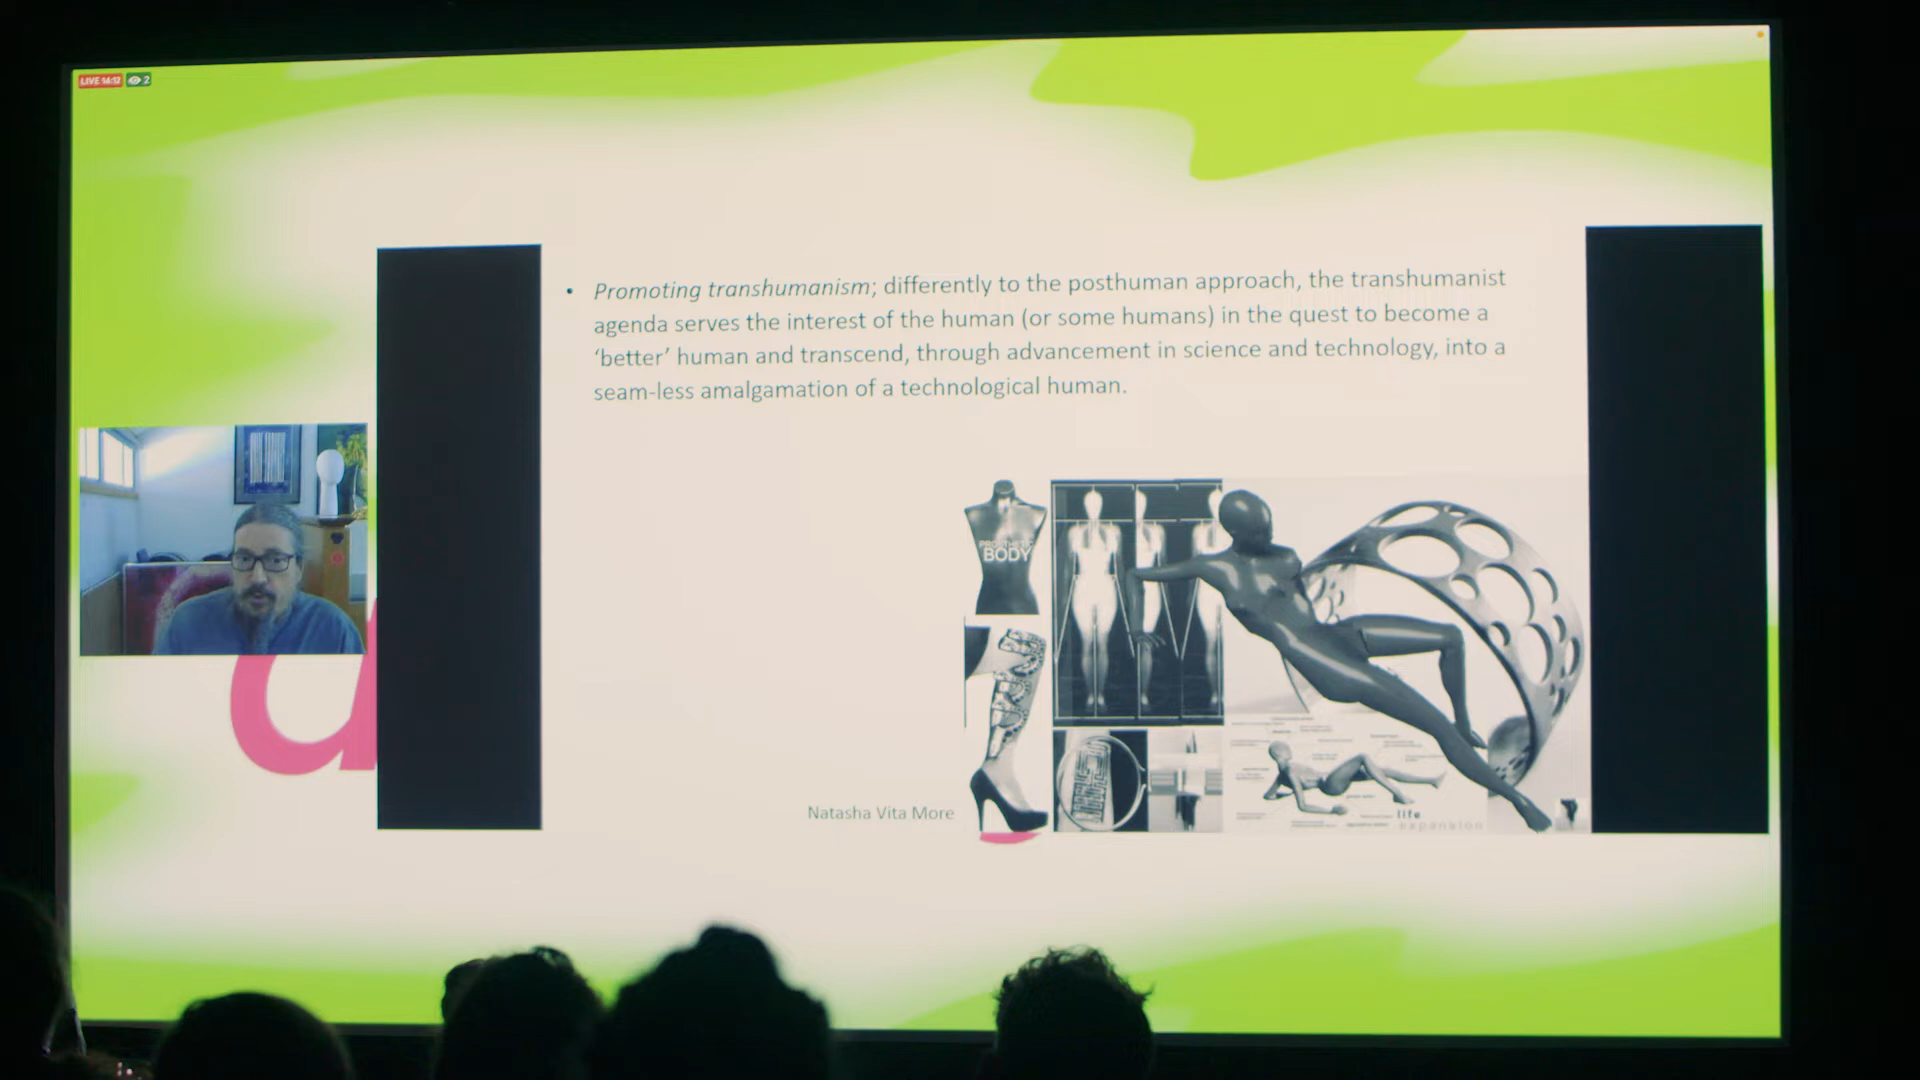 LIVE 14:12 2
• Promoting transhumanism; differently to the posthuman approach, the transhumanist
agenda serves the interest of the human (or some humans) in the quest to become a
‘better’ human and transcend, through advancement in science and technology, into a
seam-less amalgamation of a technological human.
PROSTHETIC
BODY
Natasha Vita More
life
expansion